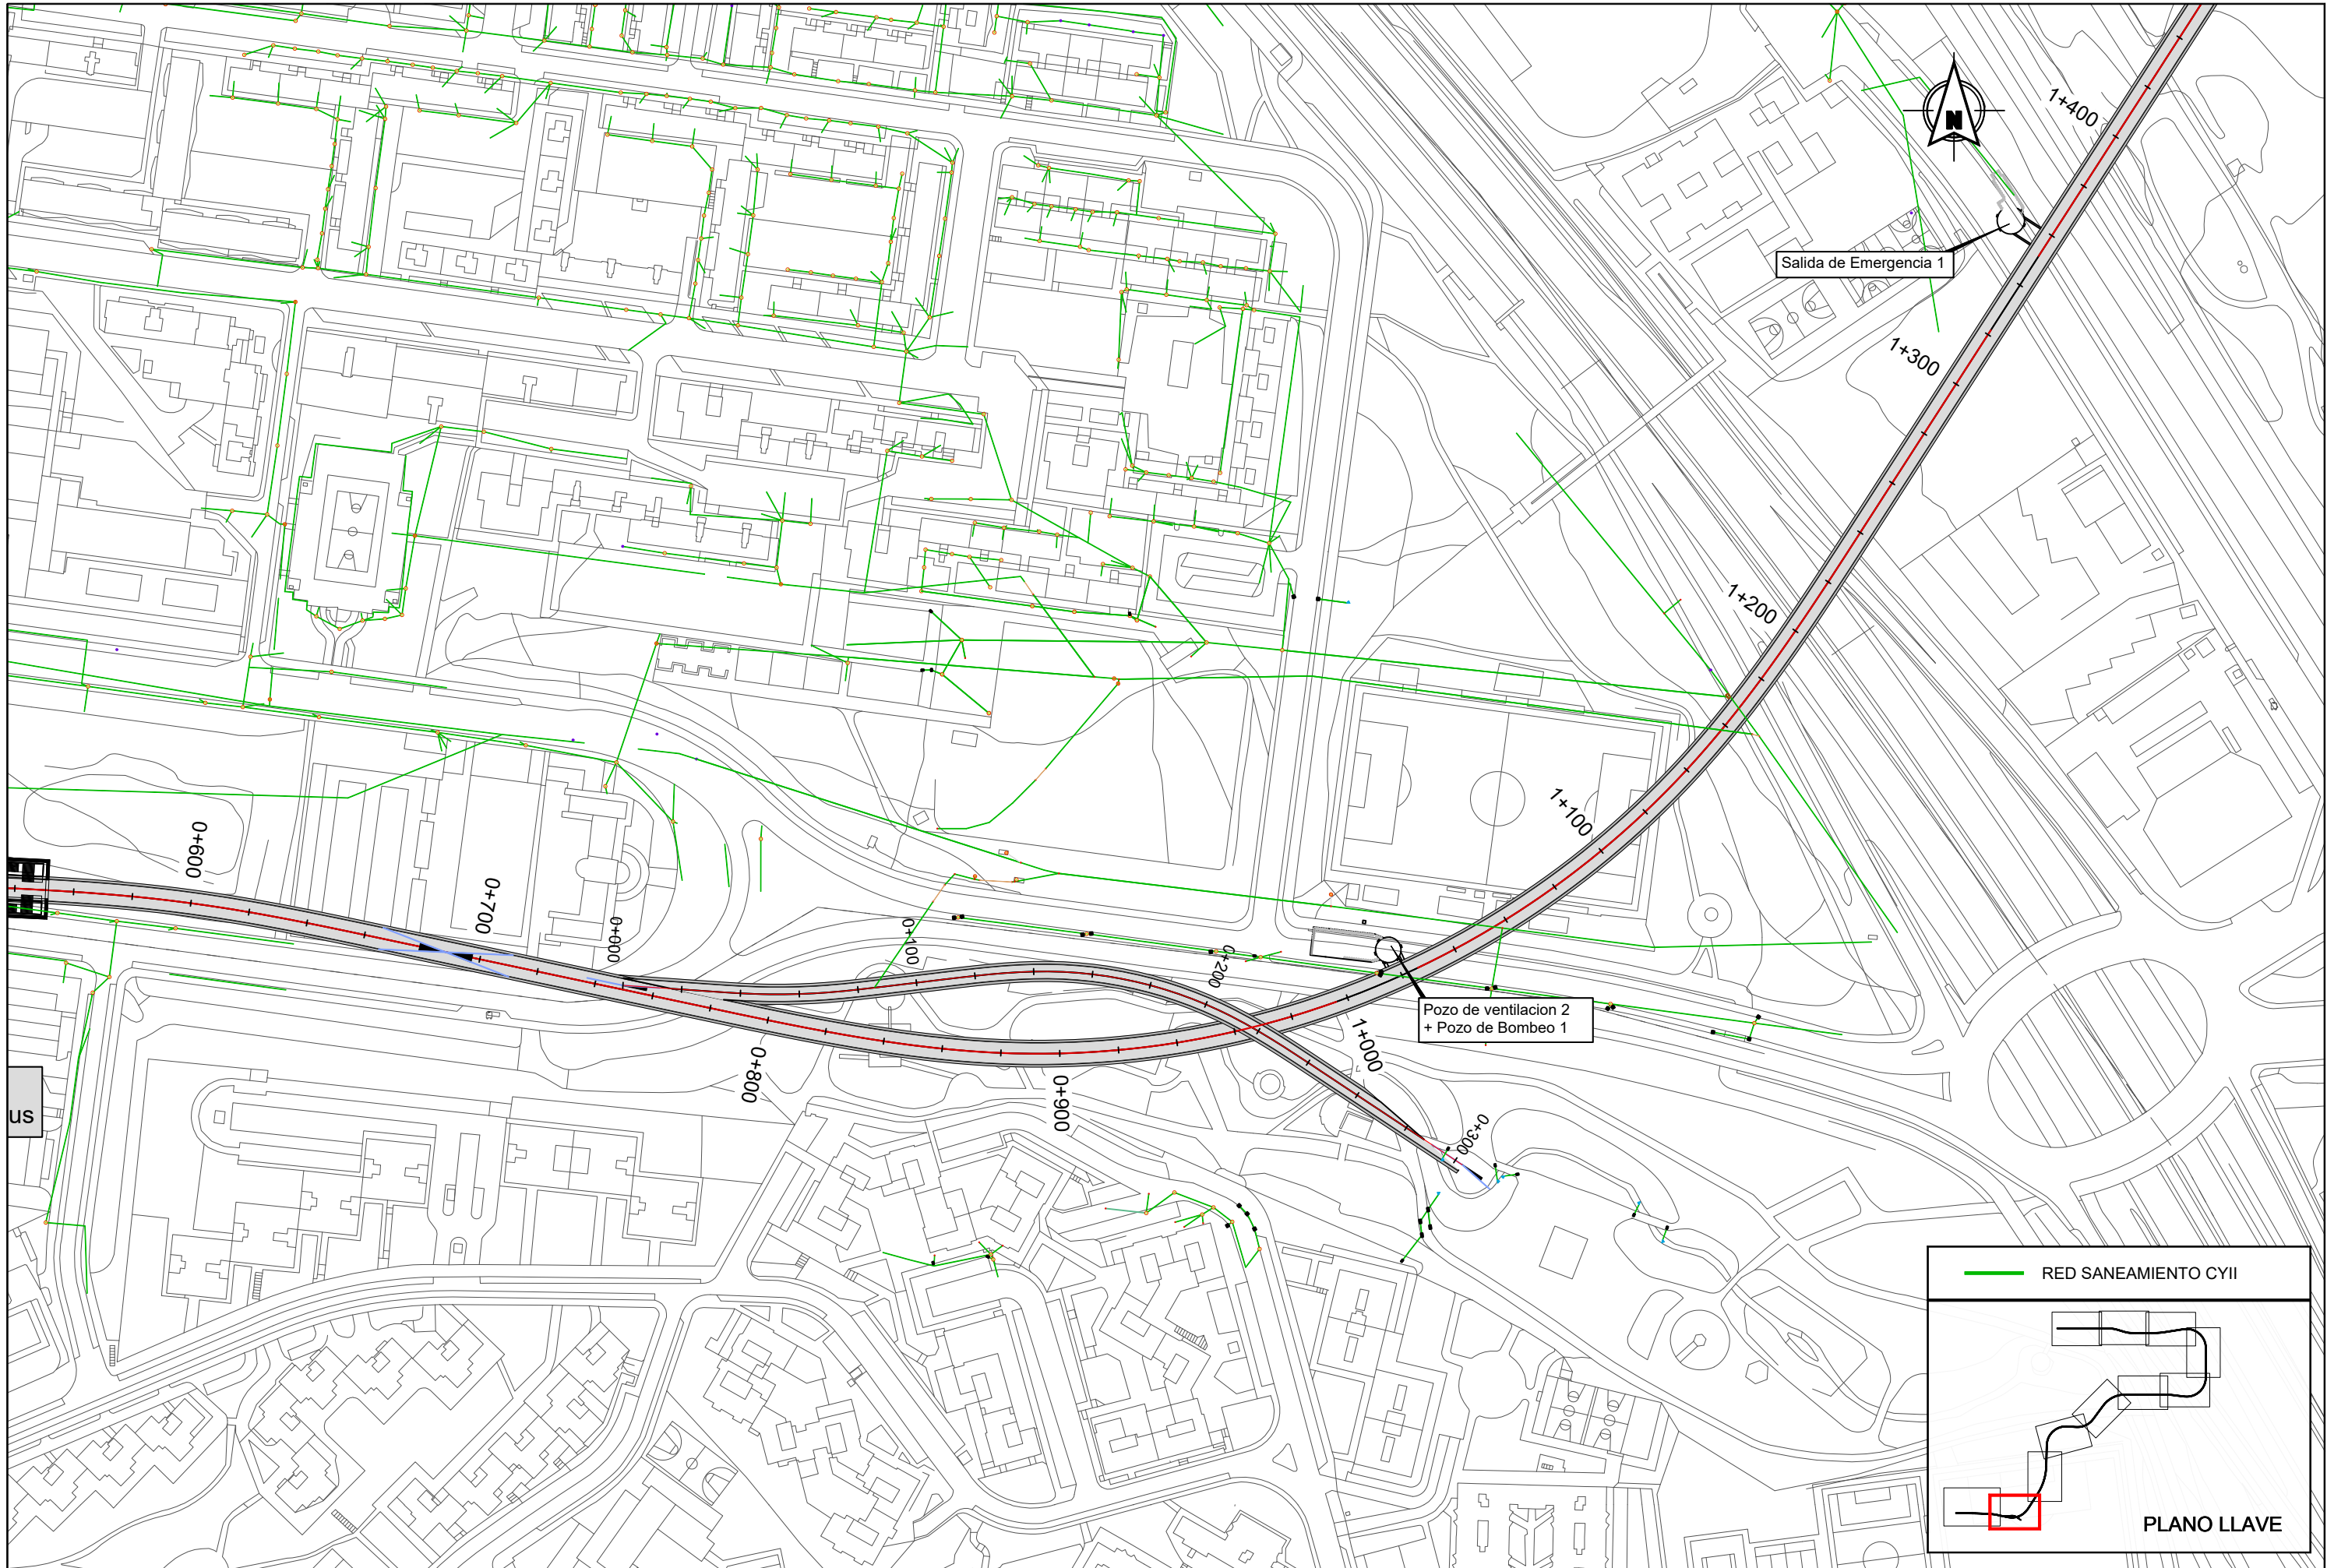 1+400
N
Salida de Emergencia 1
1+300
1+200
1+100
0+600
0+700
0+000
0+100
0+200
Pozo de ventilacion 2
+ Pozo de Bombeo 1
1+000
0+800
0+900
0+300
us
RED SANEAMIENTO CYII
PLANO LLAVE